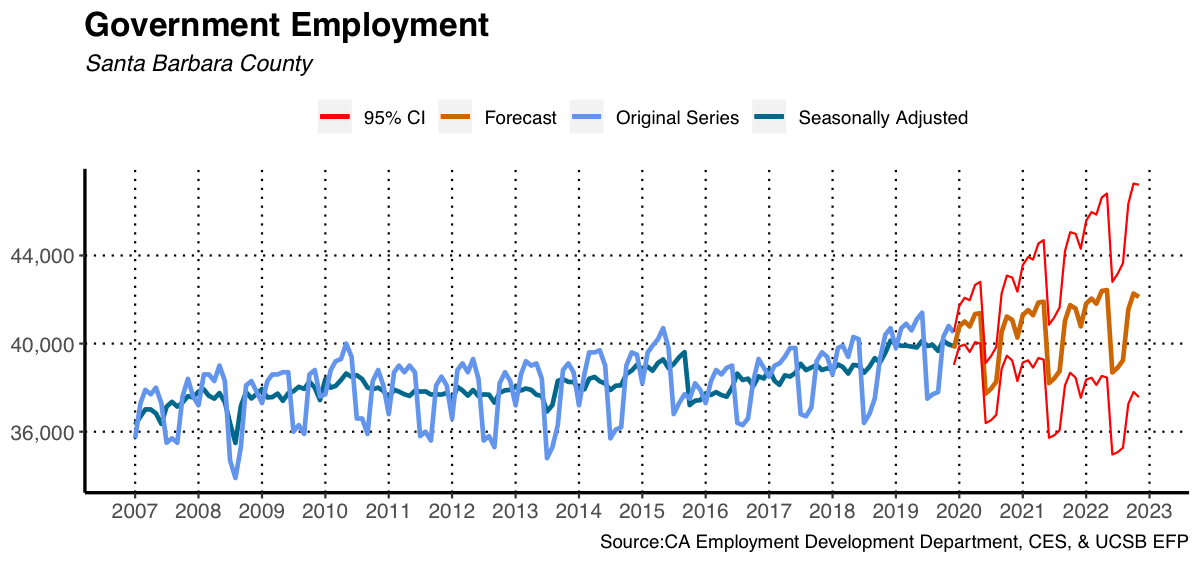 Government Employment
Santa Barbara County
95% CI Forecast Original Series Seasonally Adjusted
44,000
40,000
36,000
2007 2008 2009 2010 2011 2012 2013 2014 2015 2016 2017 2018 2019 2020 2021 2022 2023
Source:CA Employment Development Department, CES, & UCSB EFP